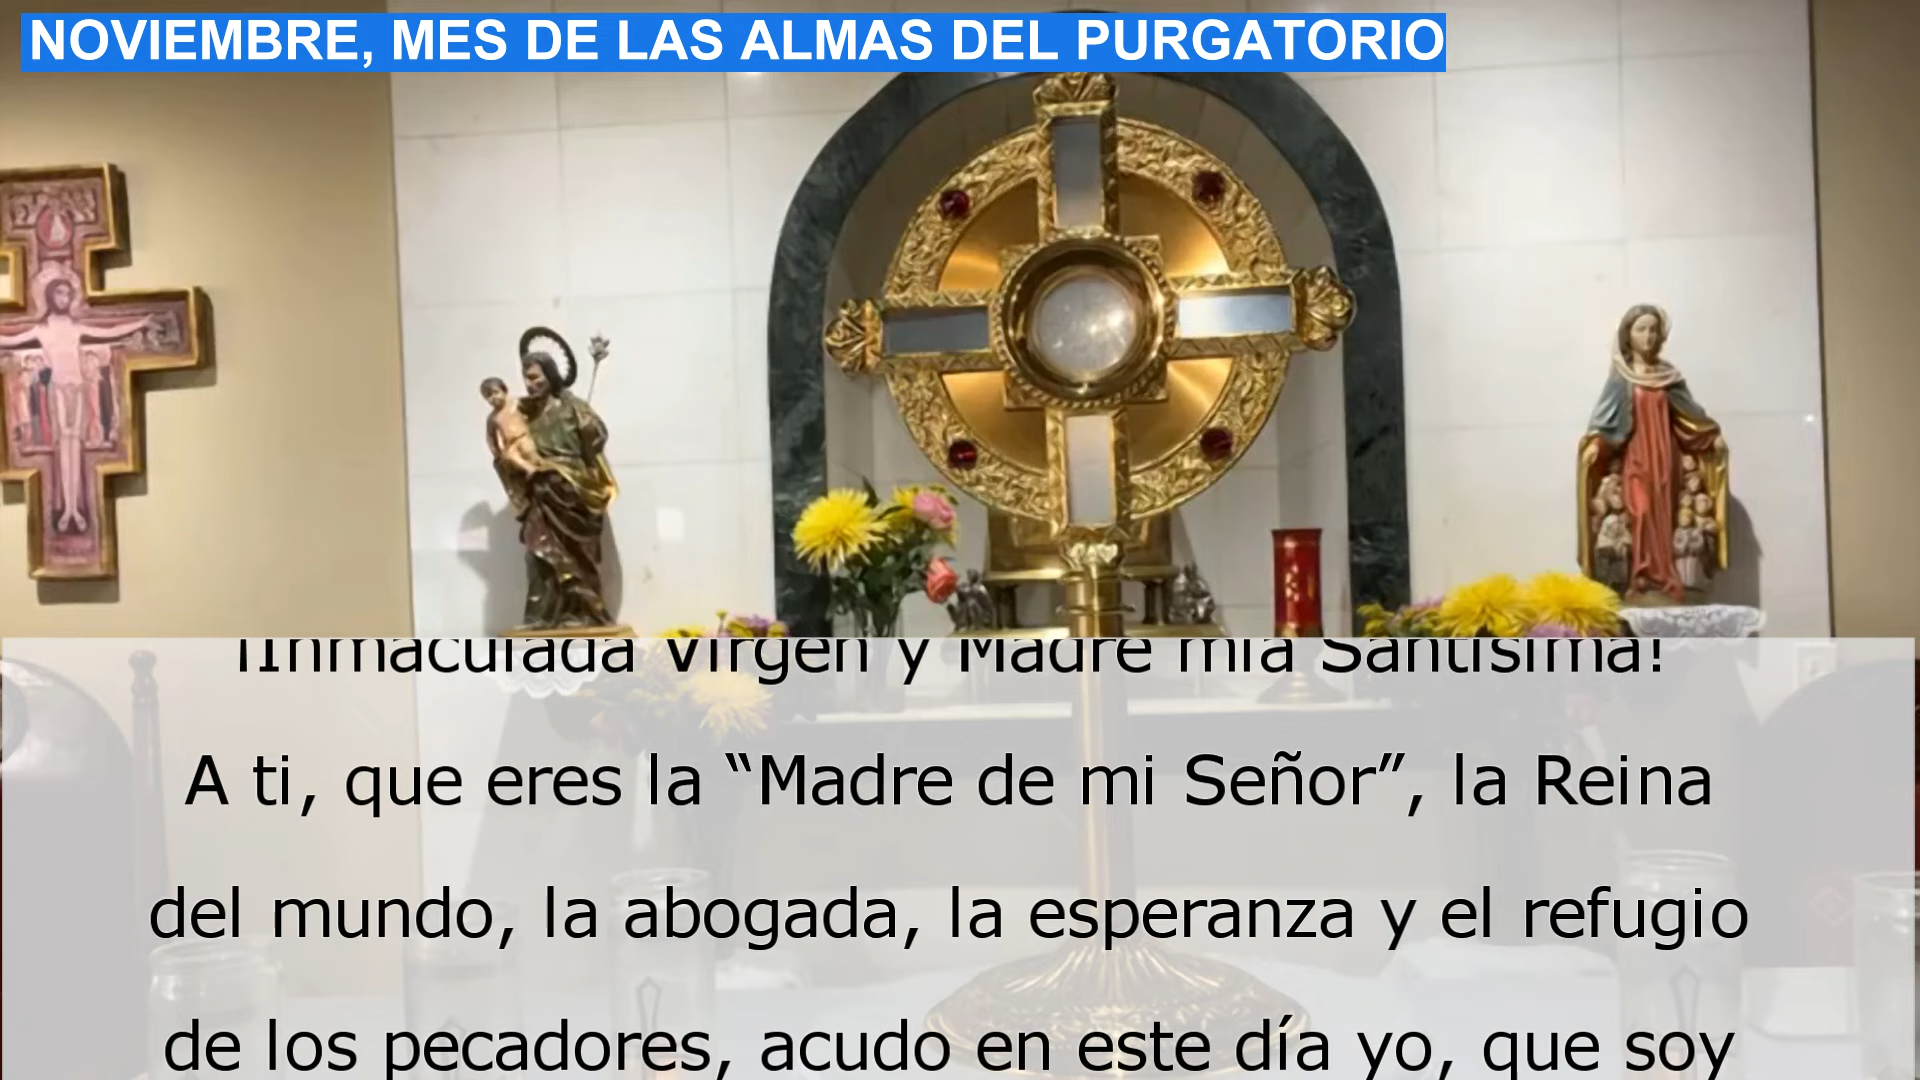 NOVIEMBRE, MES DE LAS ALMAS DEL PURGATORIO
¡Inmaculada Virgen y Madre mía Santísima!
A ti, que eres la “Madre de mi Señor”, la Reina
del mundo, la abogada, la esperanza y el refugio
de los pecadores, acudo en este día yo, que soy